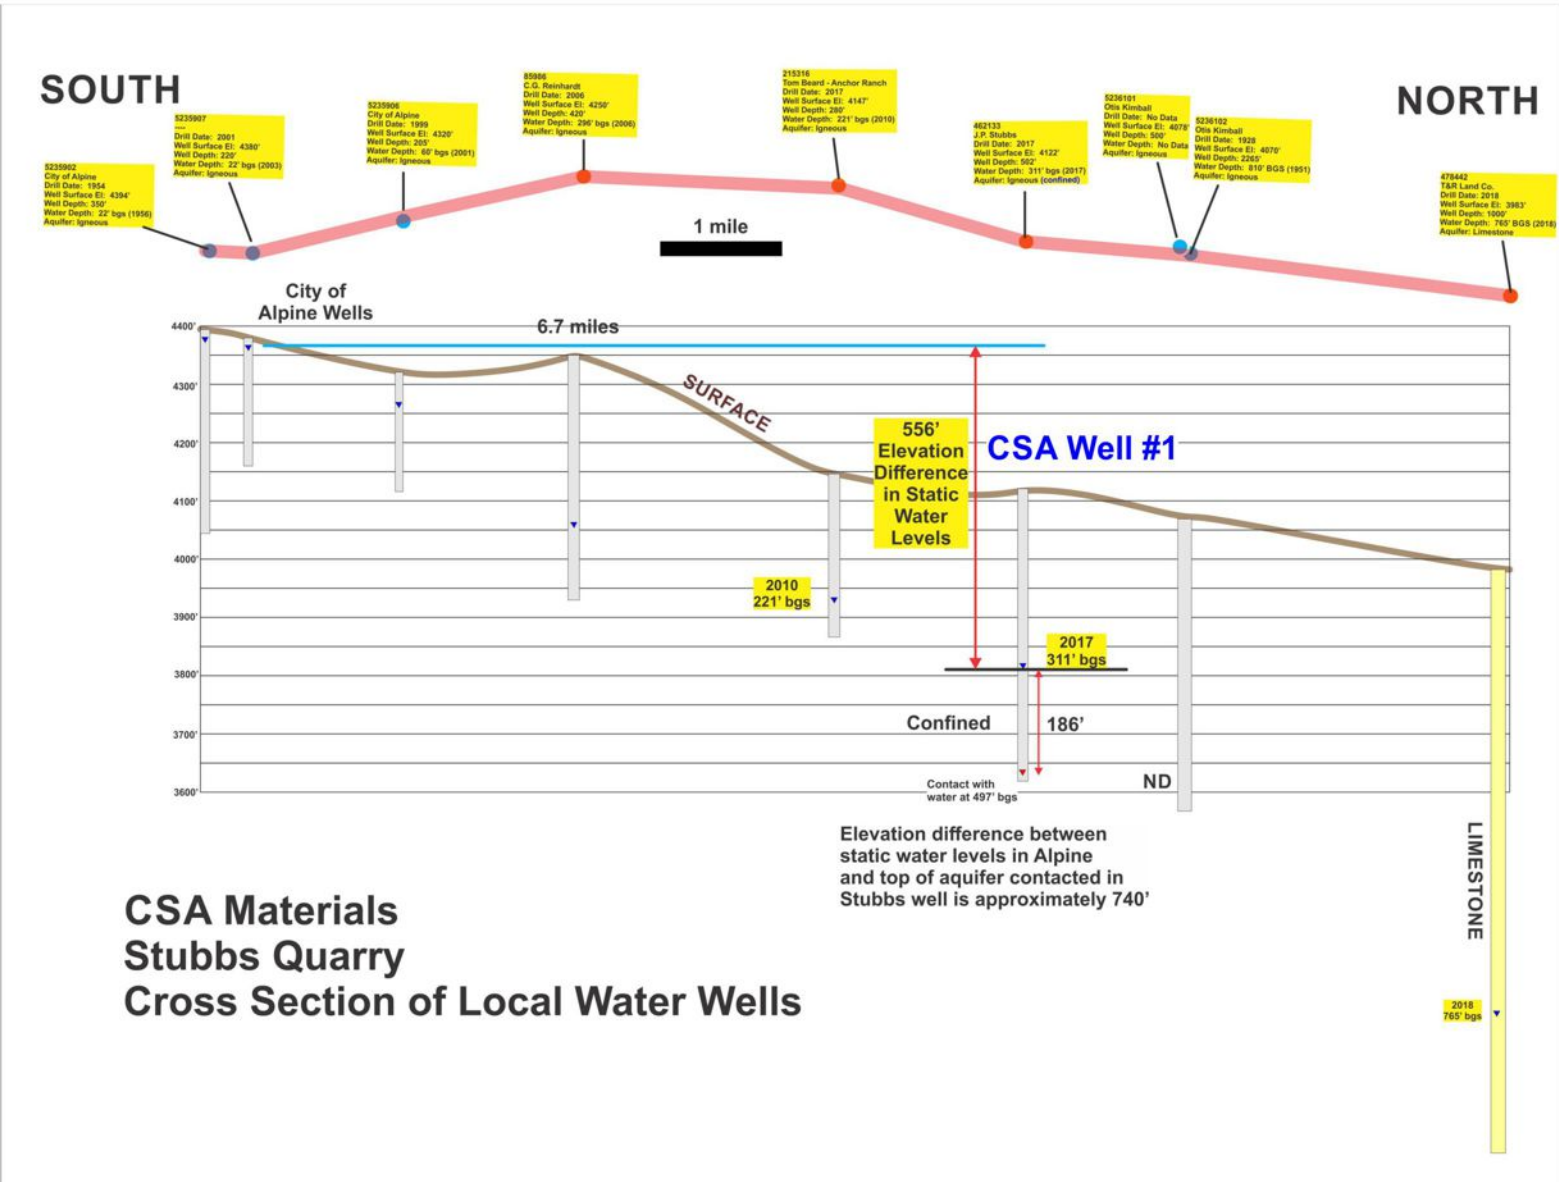 SOUTH
NORTH
5235902
City of Alpine
Drill Date: 1954
Well Surface El: 4394'
Well Depth: 350'
Water Depth: 22' bgs (1956)
Aquifer: Igneous
5235907
----
Drill Date: 2001
Well Surface El: 4380'
Well Depth: 220'
Water Depth: 22' bgs (2003)
Aquifer: Igneous
5235906
City of Alpine
Drill Date: 1999
Well Surface El: 4320'
Well Depth: 205'
Water Depth: 60' bgs (2001)
Aquifer: Igneous
85986
C.G. Reinhardt
Drill Date: 2006
Well Surface El: 4250'
Well Depth: 420'
Water Depth: 296' bgs (2006)
Aquifer: Igneous
215316
Tom Beard - Anchor Ranch
Drill Date: 2017
Well Surface El: 4147'
Well Depth: 280'
Water Depth: 221' bgs (2010)
Aquifer: Igneous
462133
J.P. Stubbs
Drill Date: 2017
Well Surface El: 4122'
Well Depth: 502'
Water Depth: 311' bgs (2017)
Aquifer: Igneous (confined)
5236101
Otis Kimball
Drill Date: No Data
Well Surface El: 4078'
Well Depth: 500'
Water Depth: No Data
Aquifer: Igneous
5236102
Otis Kimball
Drill Date: 1928
Well Surface El: 4070'
Well Depth: 2265'
Water Depth: 810' BGS (1951)
Aquifer: Igneous
478442
T&R Land Co.
Drill Date: 2018
Well Surface El: 3983'
Well Depth: 1000'
Water Depth: 765' BGS (2018)
Aquifer: Limestone
1 mile
City of
Alpine Wells
6.7 miles
4400'
4300'
4200'
4100'
4000'
3900'
3800'
3700'
3600'
SURFACE
556'
Elevation
Difference
in Static
Water
Levels
CSA Well #1
2010
221' bgs
2017
311' bgs
Confined
186'
Contact with
water at 497' bgs
ND
Elevation difference between
static water levels in Alpine
and top of aquifer contacted in
Stubbs well is approximately 740'
LIMESTONE
2018
765' bgs
CSA Materials
Stubbs Quarry
Cross Section of Local Water Wells